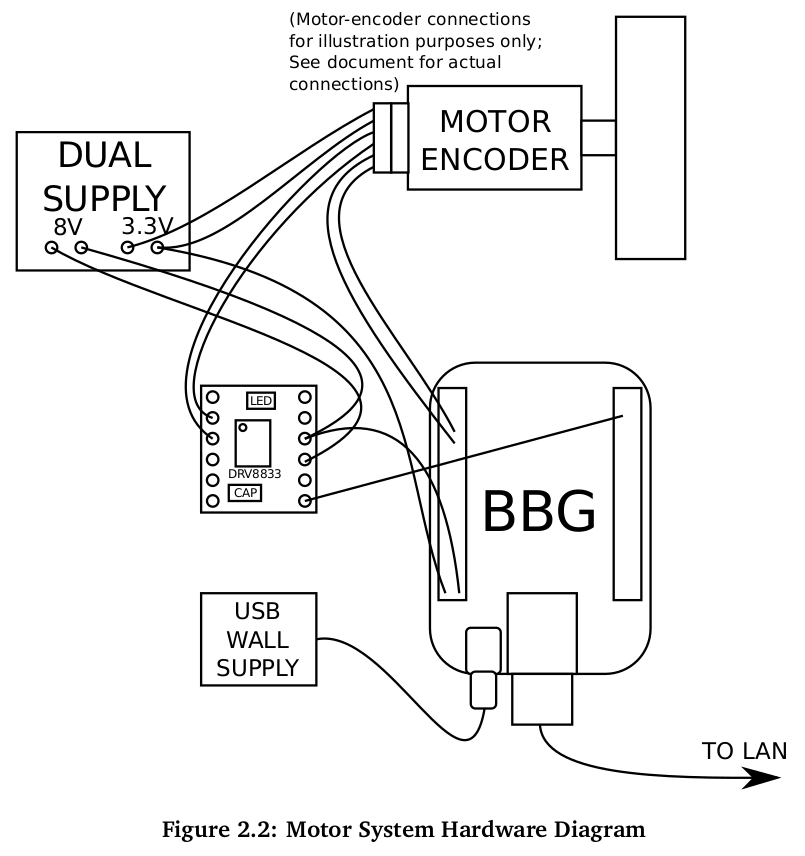 (Motor-encoder connections
for illustration purposes only;
See document for actual
connections)
MOTOR
ENCODER
DUAL
SUPPLY
8V 3.3V
LED
DRV8833
CAP
BBG
USB
WALL
SUPPLY
TO LAN
Figure 2.2: Motor System Hardware Diagram